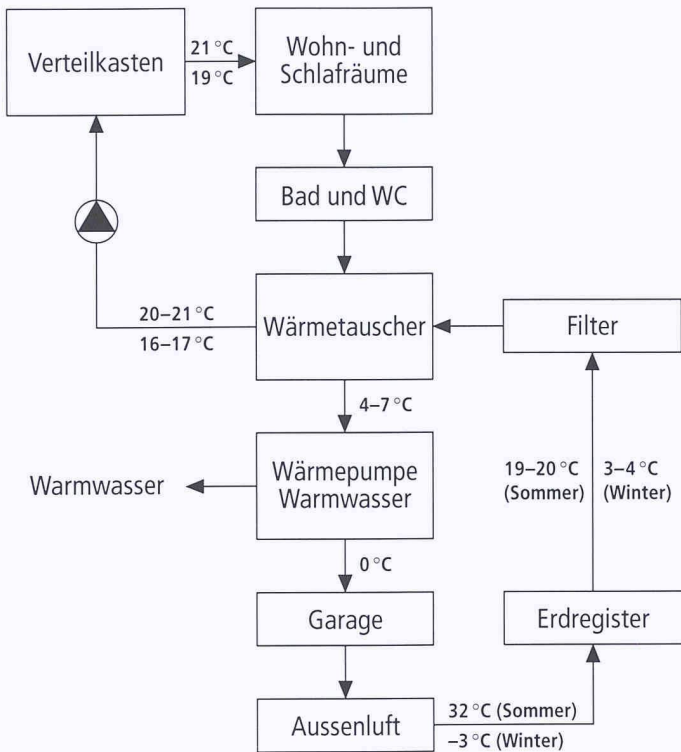 Verteilkasten
21 °C
19 °C
Wohn- und
Schlafräume
Bad und WC
20–21 °C
16–17 °C
Wärmetauscher
Filter
4–7 °C
Warmwasser
Wärmepumpe
Warmwasser
19–20 °C
(Sommer)
3–4 °C
(Winter)
0 °C
Garage
Erdregister
Aussenluft
32 °C (Sommer)
–3 °C (Winter)